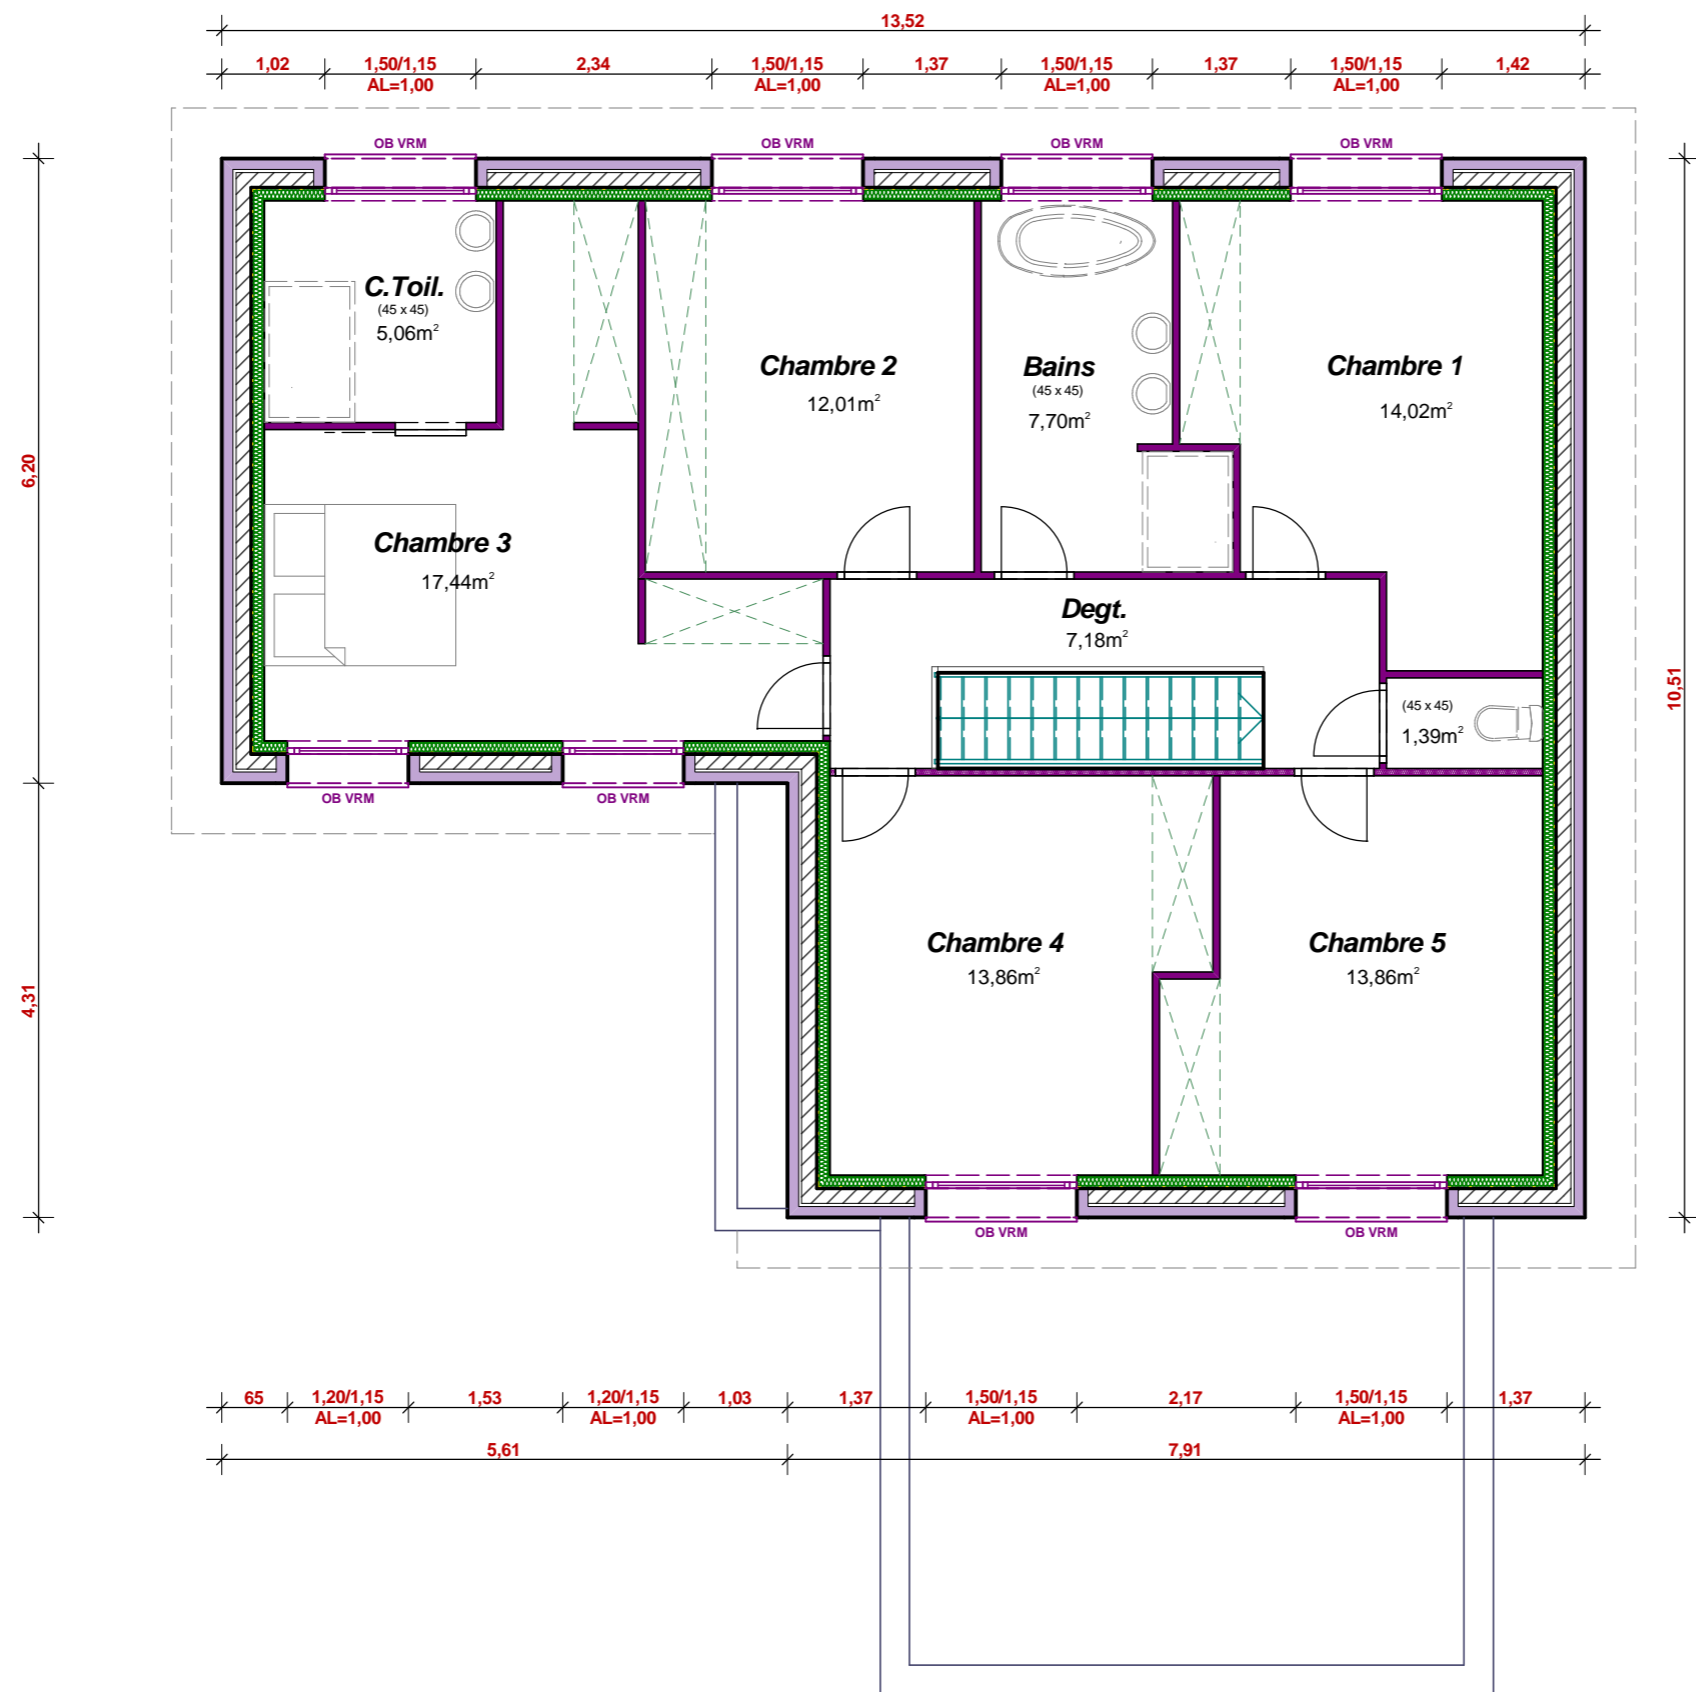 13,52
1,02 1,50/1,15 2,34 1,50/1,15 1,37 1,50/1,15 1,37 1,50/1,15 1,42
AL=1,00 AL=1,00 AL=1,00 AL=1,00
OB VRM OB VRM OB VRM OB VRM
C.Toil.
(45 x 45)
5,06m²
Chambre 2
12,01m²
Bains
(45 x 45)
7,70m²
Chambre 1
14,02m²
6,20
Chambre 3
17,44m²
Degt.
7,18m²
(45 x 45)
1,39m²
10,51
OB VRM OB VRM
4,31
Chambre 4
13,86m²
Chambre 5
13,86m²
OB VRM OB VRM
65 1,20/1,15 1,53 1,20/1,15 1,03 1,37 1,50/1,15 2,17 1,50/1,15 1,37
AL=1,00 AL=1,00 AL=1,00 AL=1,00
5,61 7,91